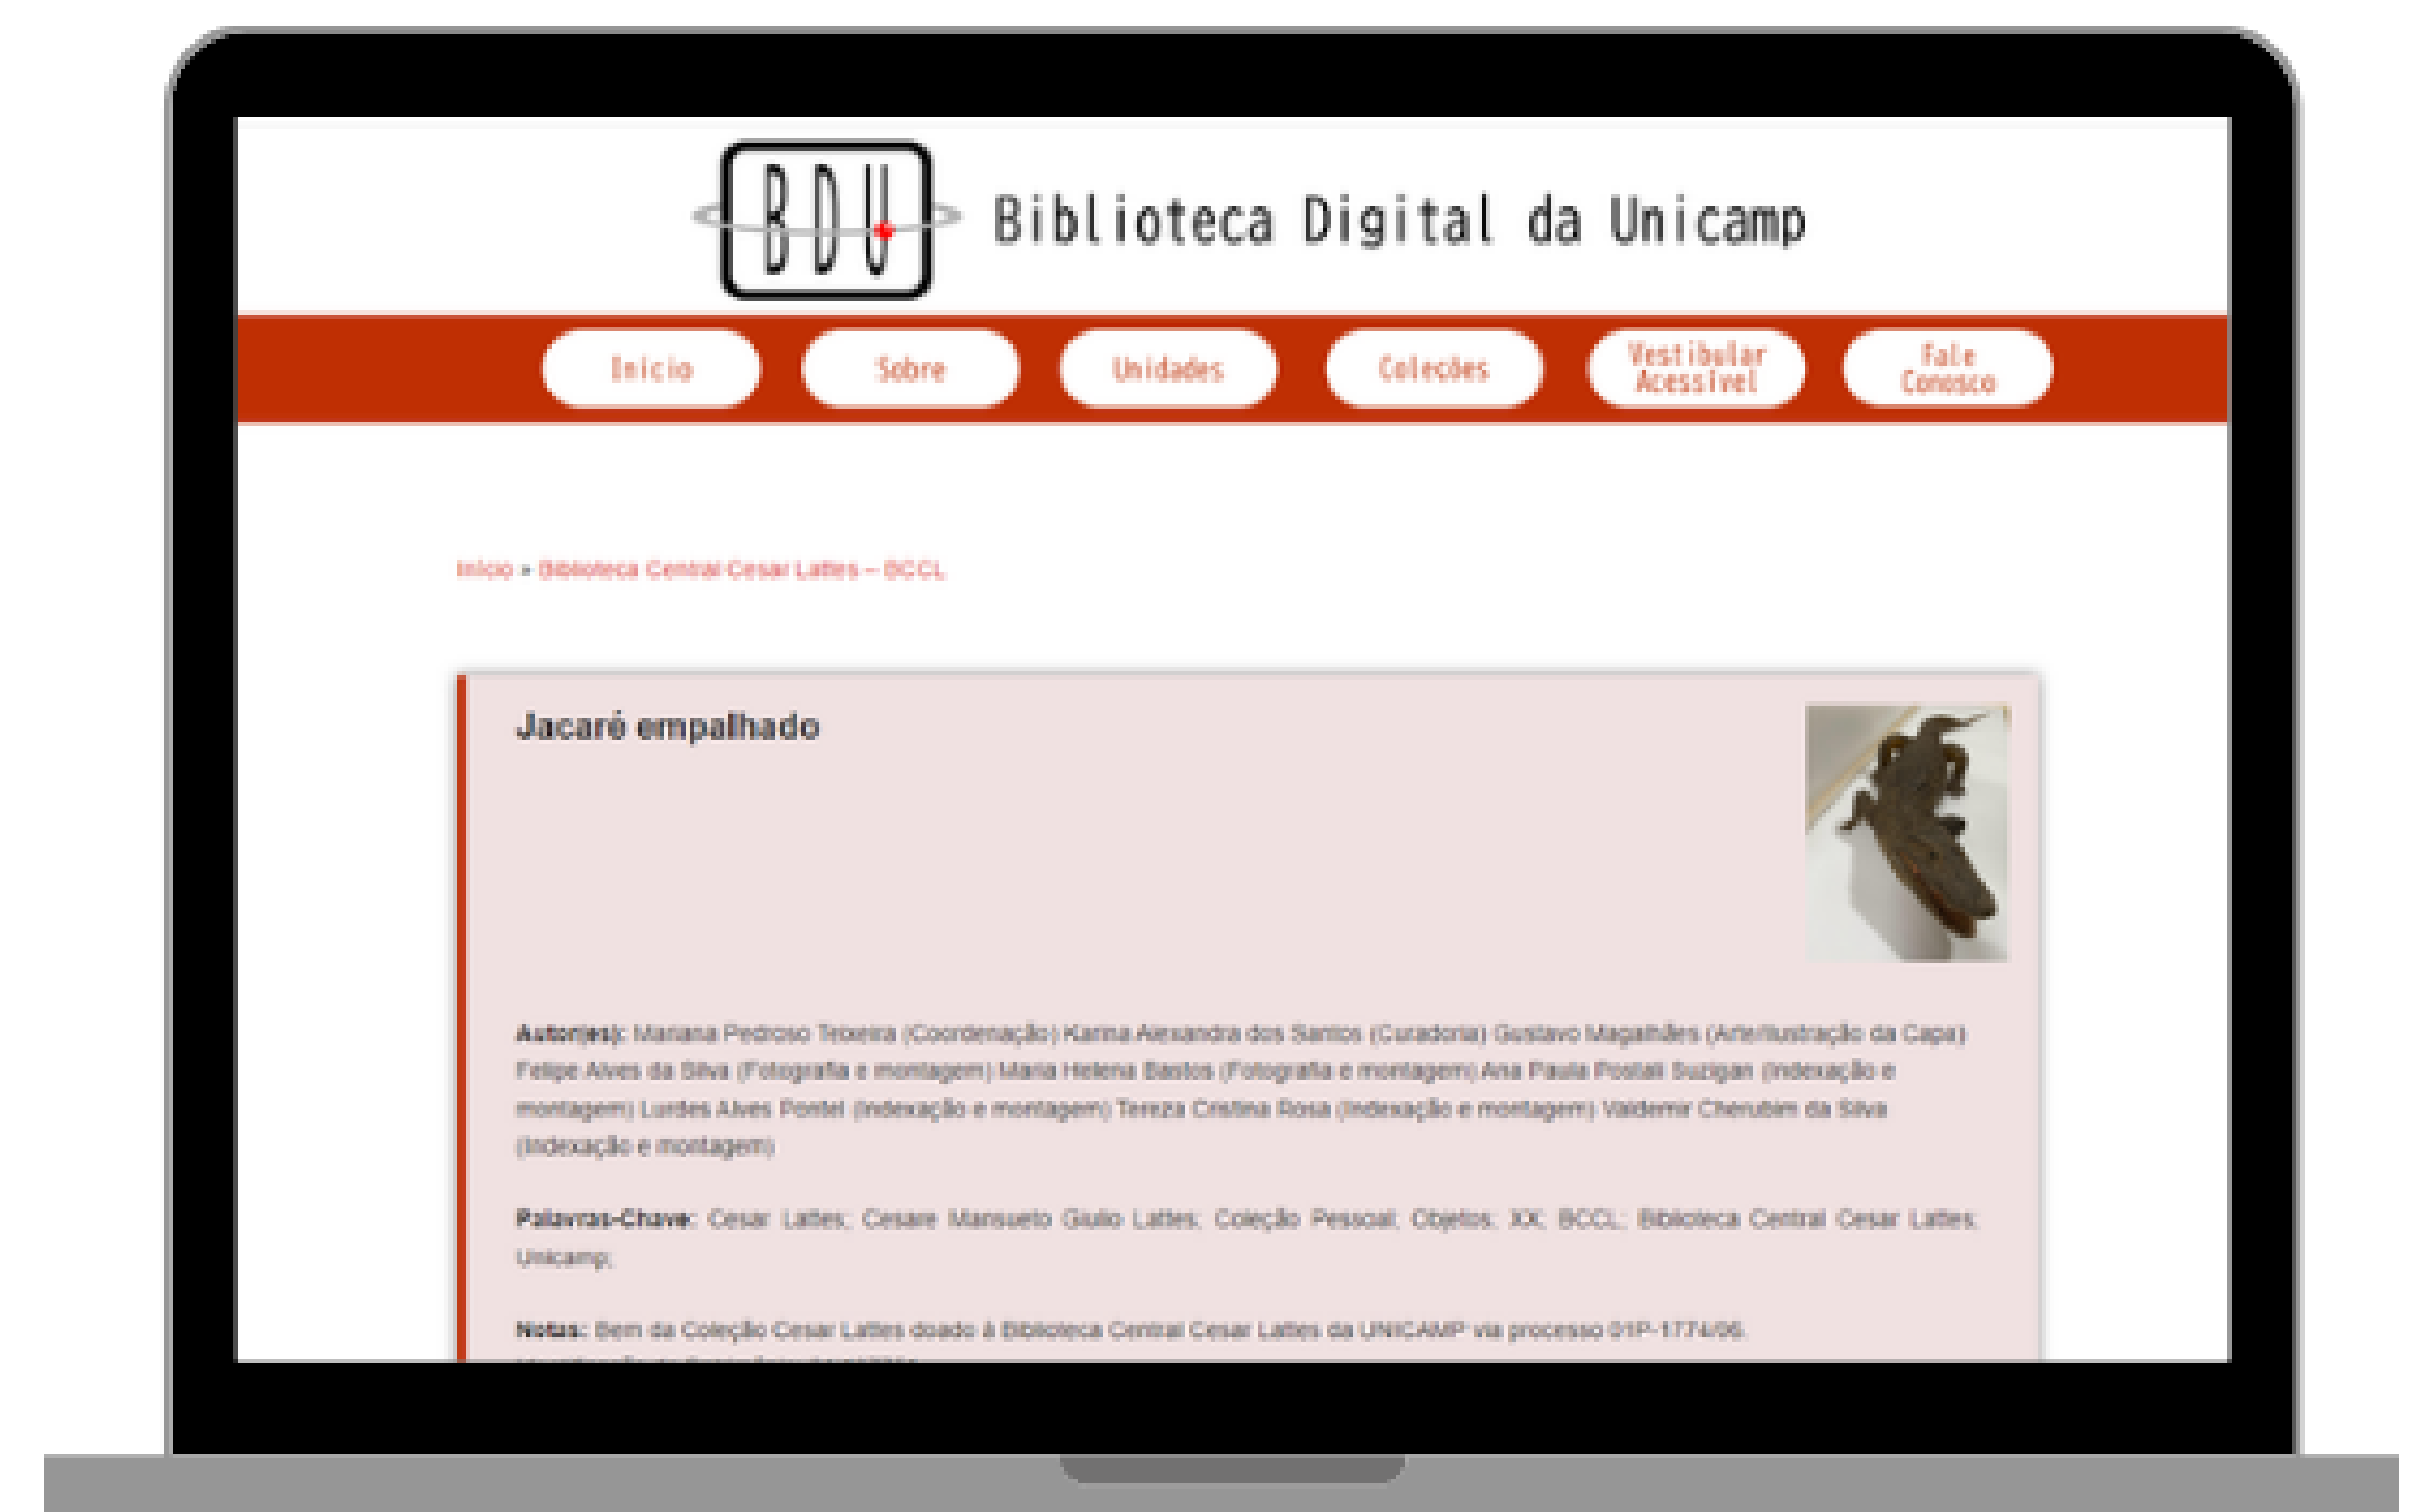 BDU Biblioteca Digital da Unicamp
Início
Sobre
Unidades
Coleções
Vestibular
Acessível
Fale
Conosco
Início » Biblioteca Central Cesar Lattes – BCCL
Jacaré empalhado
Autor(es): Mariana Pedroso Teixeira (Coordenação) Karina Alexandra dos Santos (Curadoria) Gustavo Magalhães (Arte/Ilustração da Capa)
Felipe Alves da Silva (Fotografia e montagem) Maria Helena Bastos (Fotografia e montagem) Ana Paula Postali Suzigan (Indexação e
montagem) Lurdes Alves Pontel (Indexação e montagem) Tereza Cristina Rosa (Indexação e montagem) Valdemir Cherubim da Silva
(Indexação e montagem)
Palavras-Chave: Cesar Lattes; Cesare Mansueto Giulio Lattes; Coleção Pessoal; Objetos; XX; BCCL; Biblioteca Central Cesar Lattes;
Unicamp;
Notas: Bem da Coleção Cesar Lattes doado à Biblioteca Central Cesar Lattes da UNICAMP via processo 01P-1774/06.